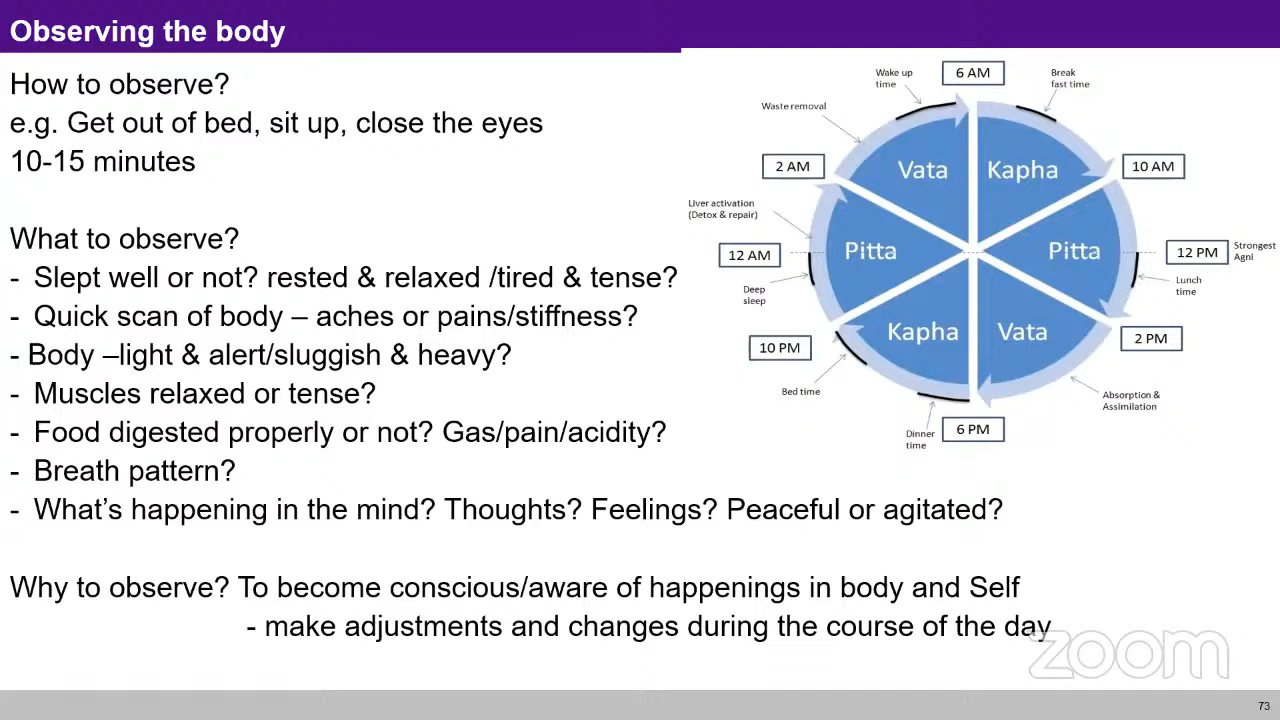 Observing the body
How to observe?
e.g. Get out of bed, sit up, close the eyes
10-15 minutes
What to observe?
- Slept well or not? rested & relaxed /tired & tense?
- Quick scan of body – aches or pains/stiffness?
- Body –light & alert/sluggish & heavy?
- Muscles relaxed or tense?
- Food digested properly or not? Gas/pain/acidity?
- Breath pattern?
- What's happening in the mind? Thoughts? Feelings? Peaceful or agitated?
Why to observe? To become conscious/aware of happenings in body and Self
- make adjustments and changes during the course of the day
6 AM
Wake up
time
Break
fast time
Waste removal
2 AM
Vata
Kapha
10 AM
Liver activation
(Detox & repair)
12 AM
Pitta
Pitta
12 PM
Strongest
Agni
Deep
sleep
Lunch
time
10 PM
Kapha
Vata
2 PM
Bed time
Absorption &
Assimilation
Dinner
time
6 PM
zoom
73